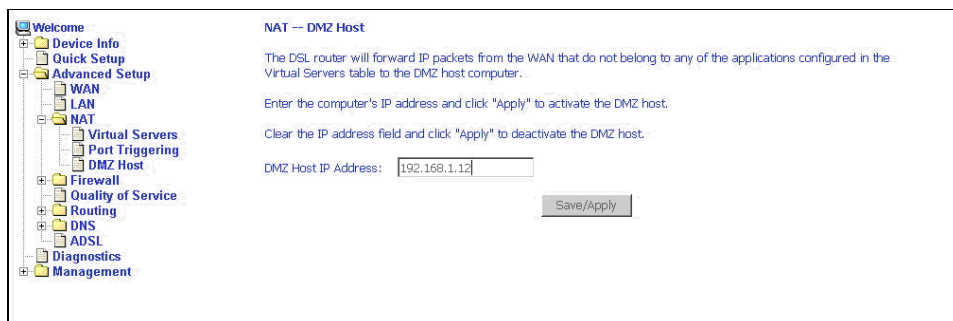 Welcome
Device Info
Quick Setup
Advanced Setup
WAN
LAN
NAT
Virtual Servers
Port Triggering
DMZ Host
Firewall
Quality of Service
Routing
DNS
ADSL
Diagnostics
Management
NAT -- DMZ Host
The DSL router will forward IP packets from the WAN that do not belong to any of the applications configured in the
Virtual Servers table to the DMZ host computer.
Enter the computer's IP address and click "Apply" to activate the DMZ host.
Clear the IP address field and click "Apply" to deactivate the DMZ host.
DMZ Host IP Address: 192.168.1.12
Save/Apply